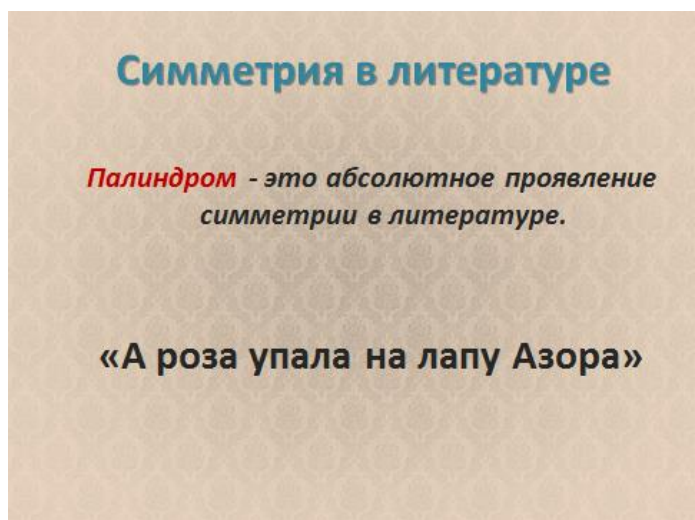 Симметрия в литературе
Палиндром - это абсолютное проявление
симметрии в литературе.
«А роза упала на лапу Азора»